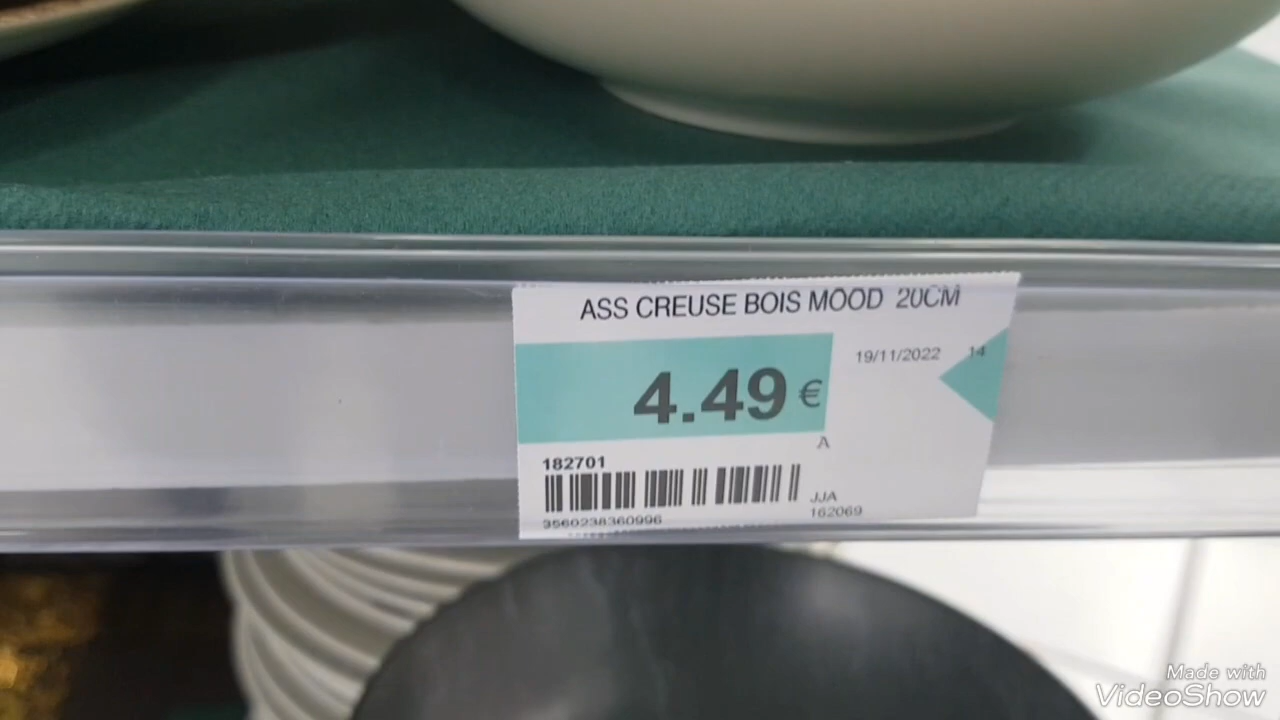 ASS CREUSE BOIS MOOD 20CM
19/11/2022 14
4.49 €
A
182701
JJA
3560238360996
162069
Made with
VideoShow